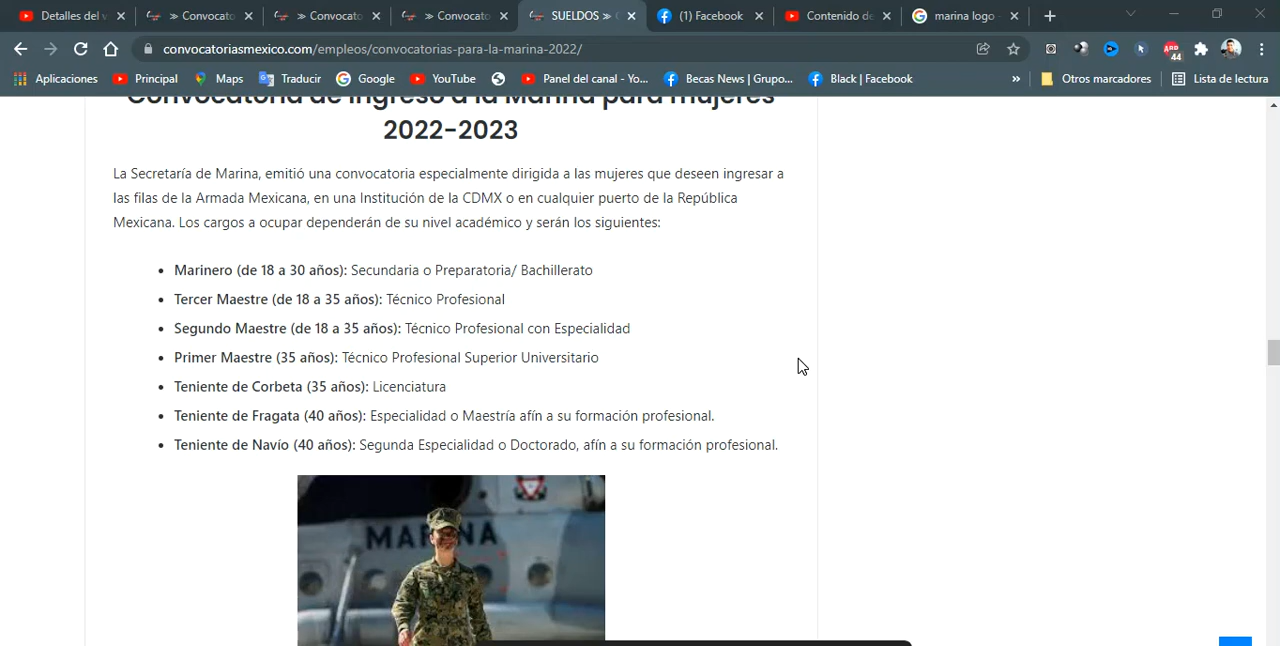 Detalles del v
≫ Convocato
≫ Convocato
≫ Convocato
SUELDOS ≫ C
(1) Facebook
Contenido de
marina logo -
convocatoriasmexico.com/empleos/convocatorias-para-la-marina-2022/
ABP
44
Aplicaciones
Principal
Maps
Traducir
Google
YouTube
Panel del canal - Yo...
Becas News | Grupo...
Black | Facebook
»
Otros marcadores
Lista de lectura
Convocatoria de ingreso a la Marina para mujeres
2022-2023
La Secretaría de Marina, emitió una convocatoria especialmente dirigida a las mujeres que deseen ingresar a
las filas de la Armada Mexicana, en una Institución de la CDMX o en cualquier puerto de la República
Mexicana. Los cargos a ocupar dependerán de su nivel académico y serán los siguientes:
• Marinero (de 18 a 30 años): Secundaria o Preparatoria/ Bachillerato
• Tercer Maestre (de 18 a 35 años): Técnico Profesional
• Segundo Maestre (de 18 a 35 años): Técnico Profesional con Especialidad
• Primer Maestre (35 años): Técnico Profesional Superior Universitario
• Teniente de Corbeta (35 años): Licenciatura
• Teniente de Fragata (40 años): Especialidad o Maestría afín a su formación profesional.
• Teniente de Navío (40 años): Segunda Especialidad o Doctorado, afín a su formación profesional.
MARINA